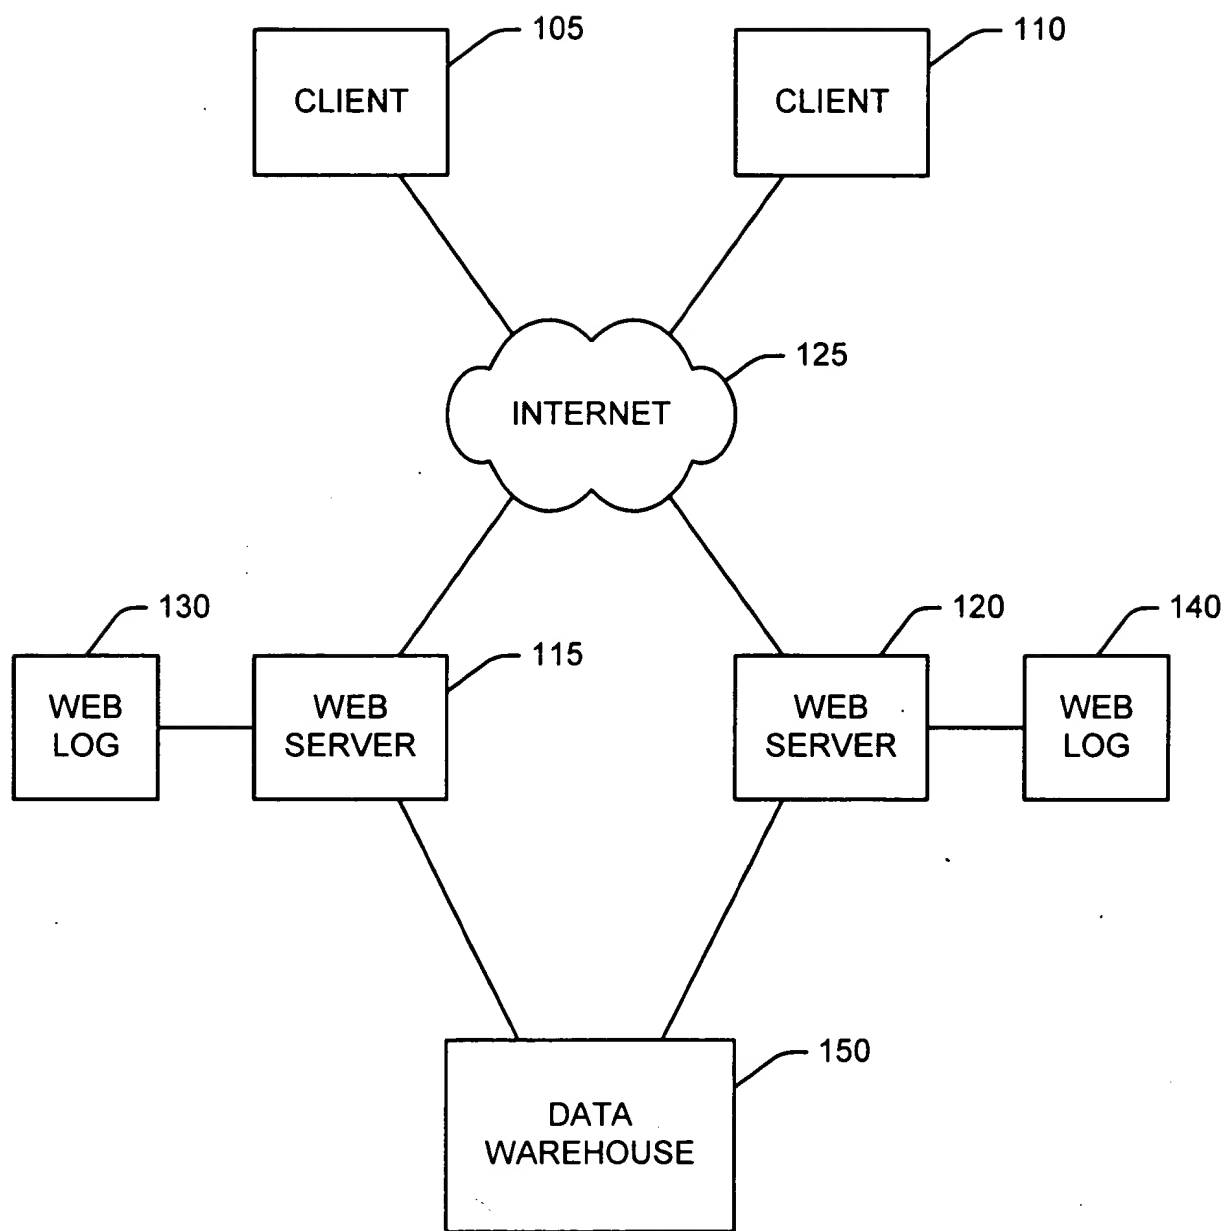 105
110
CLIENT
CLIENT
125
INTERNET
130
120
140
115
WEB
LOG
WEB
SERVER
WEB
SERVER
WEB
LOG
150
DATA
WAREHOUSE